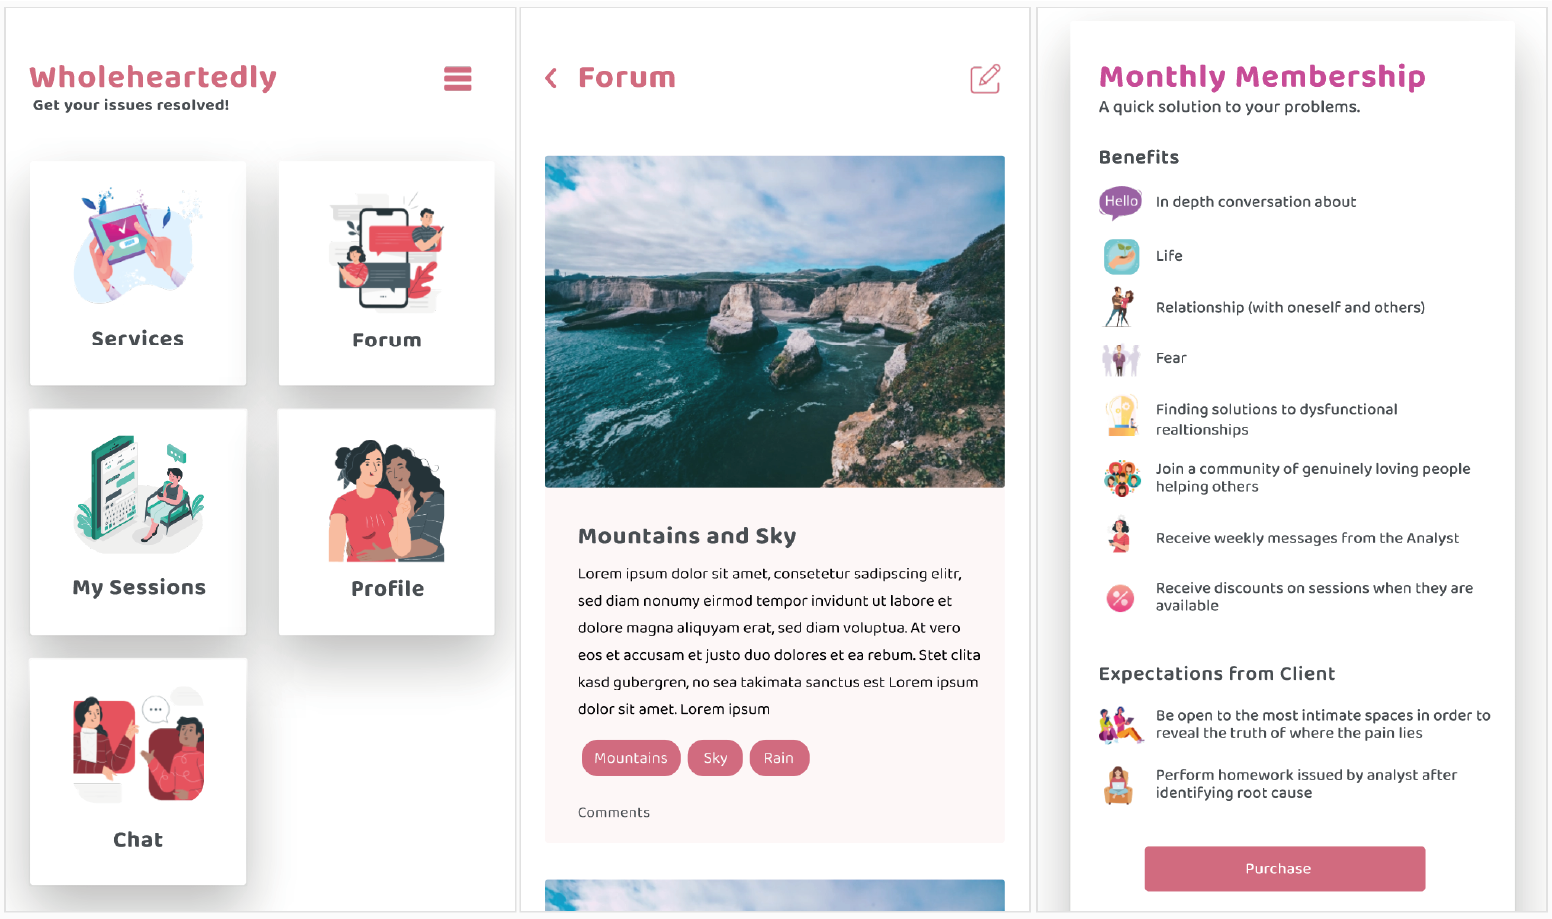 Wholeheartedly
Get your issues resolved!
Services
Forum
My Sessions
Profile
Chat
Forum
Mountains and Sky
Lorem ipsum dolor sit amet, consetetur sadipscing elitr,
sed diam nonumy eirmod tempor invidunt ut labore et
dolore magna aliquyam erat, sed diam voluptua. At vero
eos et accusam et justo duo dolores et ea rebum. Stet clita
kasd gubergren, no sea takimata sanctus est Lorem ipsum
dolor sit amet. Lorem ipsum
Mountains Sky Rain
Comments
Monthly Membership
A quick solution to your problems.
Benefits
Hello In depth conversation about
Life
Relationship (with oneself and others)
Fear
Finding solutions to dysfunctional
realtionships
Join a community of genuinely loving people
helping others
Receive weekly messages from the Analyst
Receive discounts on sessions when they are
available
Expectations from Client
Be open to the most intimate spaces in order to
reveal the truth of where the pain lies
Perform homework issued by analyst after
identifying root cause
Purchase